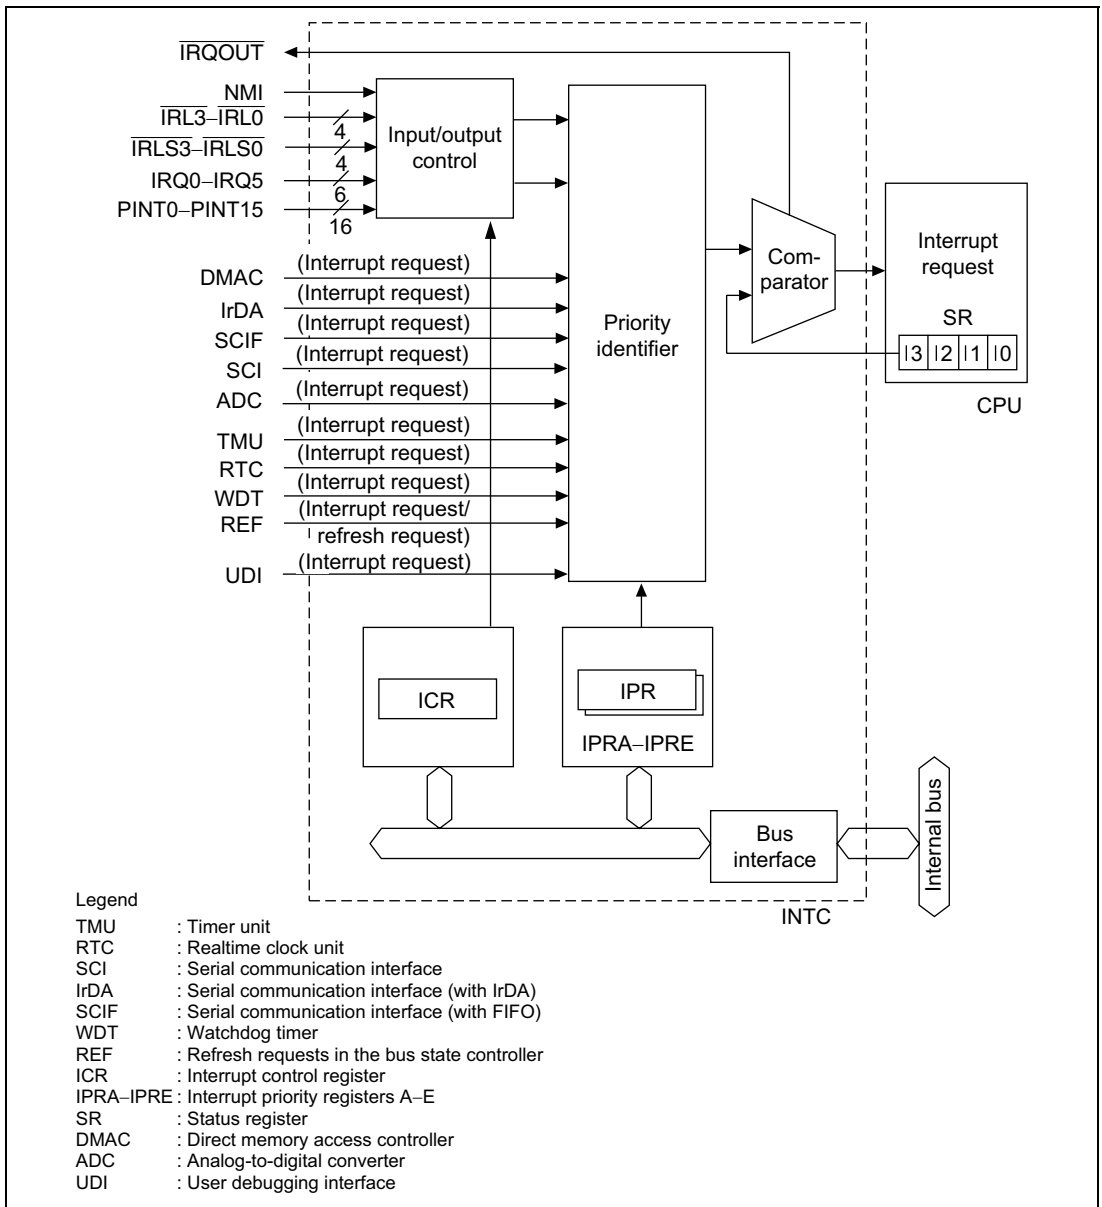 IRQOUT
NMI
IRL3–IRL0
4
IRLS3–IRLS0
4
IRQ0–IRQ5
6
PINT0–PINT15
16
Input/output
control
DMAC
(Interrupt request)
IrDA
(Interrupt request)
SCIF
(Interrupt request)
SCI
(Interrupt request)
ADC
(Interrupt request)
TMU
(Interrupt request)
RTC
(Interrupt request)
WDT
(Interrupt request)
REF
(Interrupt request/
refresh request)
UDI
(Interrupt request)
Priority
identifier
Com-
parator
Interrupt
request
SR
I3 I2 I1 I0
CPU
ICR
IPR
IPRA–IPRE
Bus
interface
Internal bus
INTC
Legend
TMU : Timer unit
RTC : Realtime clock unit
SCI : Serial communication interface
IrDA : Serial communication interface (with IrDA)
SCIF : Serial communication interface (with FIFO)
WDT : Watchdog timer
REF : Refresh requests in the bus state controller
ICR : Interrupt control register
IPRA–IPRE : Interrupt priority registers A–E
SR : Status register
DMAC : Direct memory access controller
ADC : Analog-to-digital converter
UDI : User debugging interface